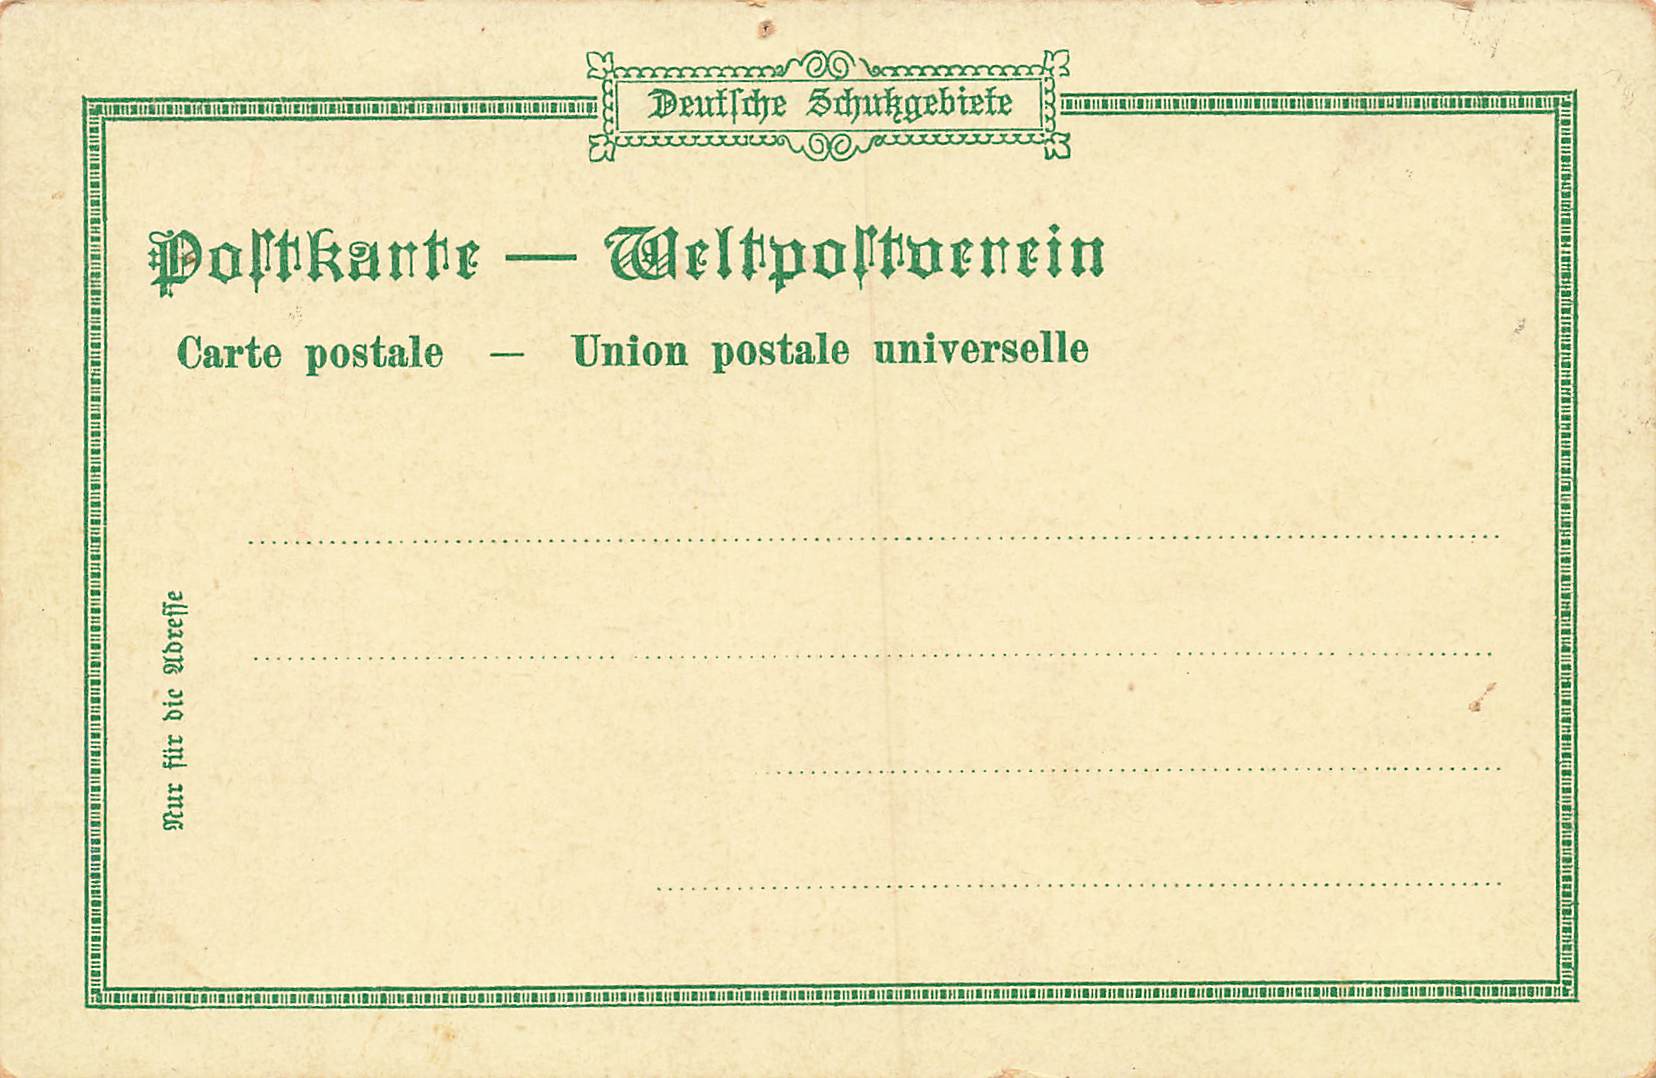 Deutsche Schutzgebiete
Postkarte — Weltpostverein
Carte postale — Union postale universelle
Nur für die Adresse